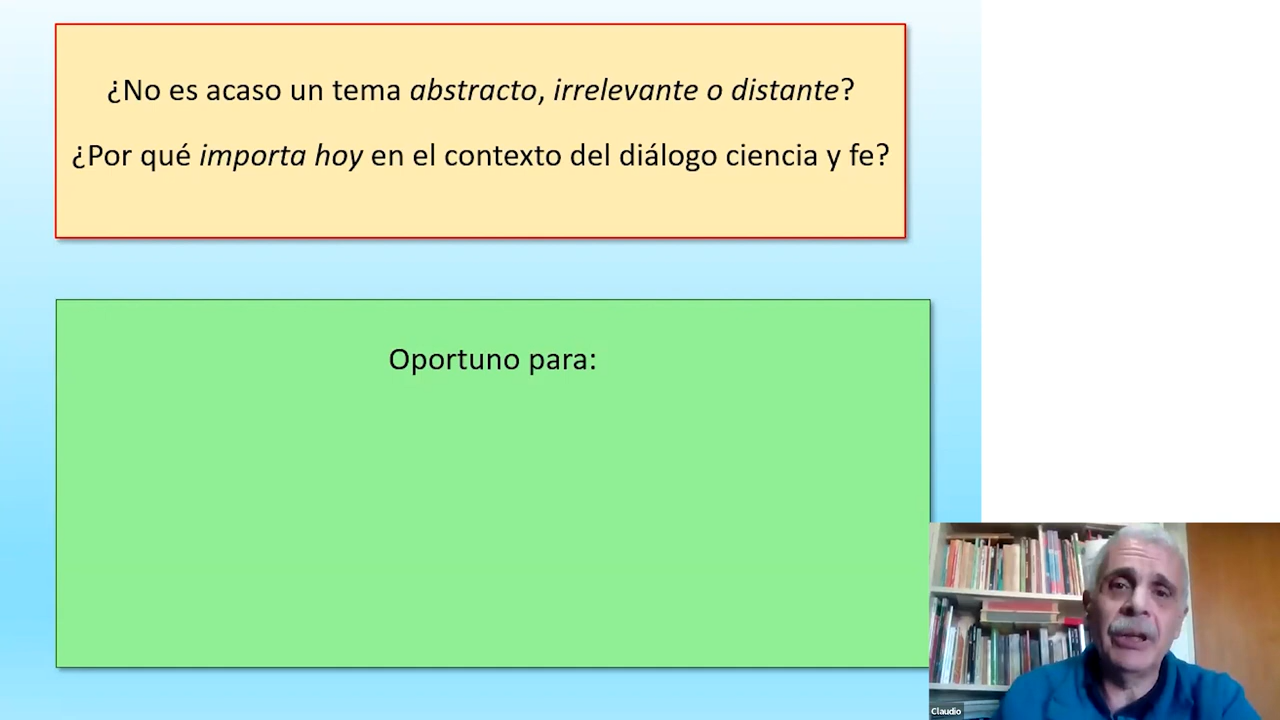 ¿No es acaso un tema abstracto, irrelevante o distante?
¿Por qué importa hoy en el contexto del diálogo ciencia y fe?
Oportuno para:
Claudio